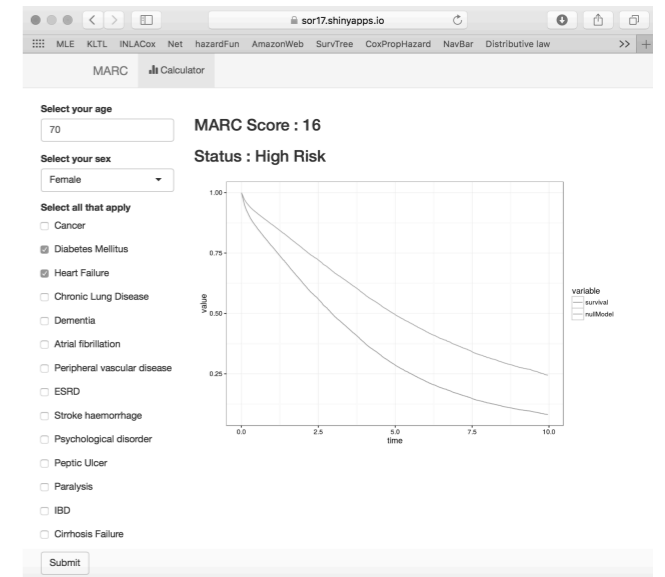 sor17.shinyapps.io
MLE KLTL INLACox Net hazardFun AmazonWeb SurvTree CoxPropHazard NavBar Distributive law >> +
MARC Calculator
Select your age
70
Select your sex
Female
Select all that apply
Cancer
Diabetes Mellitus
Heart Failure
Chronic Lung Disease
Dementia
Atrial fibrillation
Peripheral vascular disease
ESRD
Stroke haemorrhage
Psychological disorder
Peptic Ulcer
Paralysis
IBD
Cirrhosis Failure
Submit
MARC Score : 16
Status : High Risk
1.00
0.75
0.50
0.25
value
0.0 2.5 5.0 7.5 10.0
time
variable
survival
nullModel